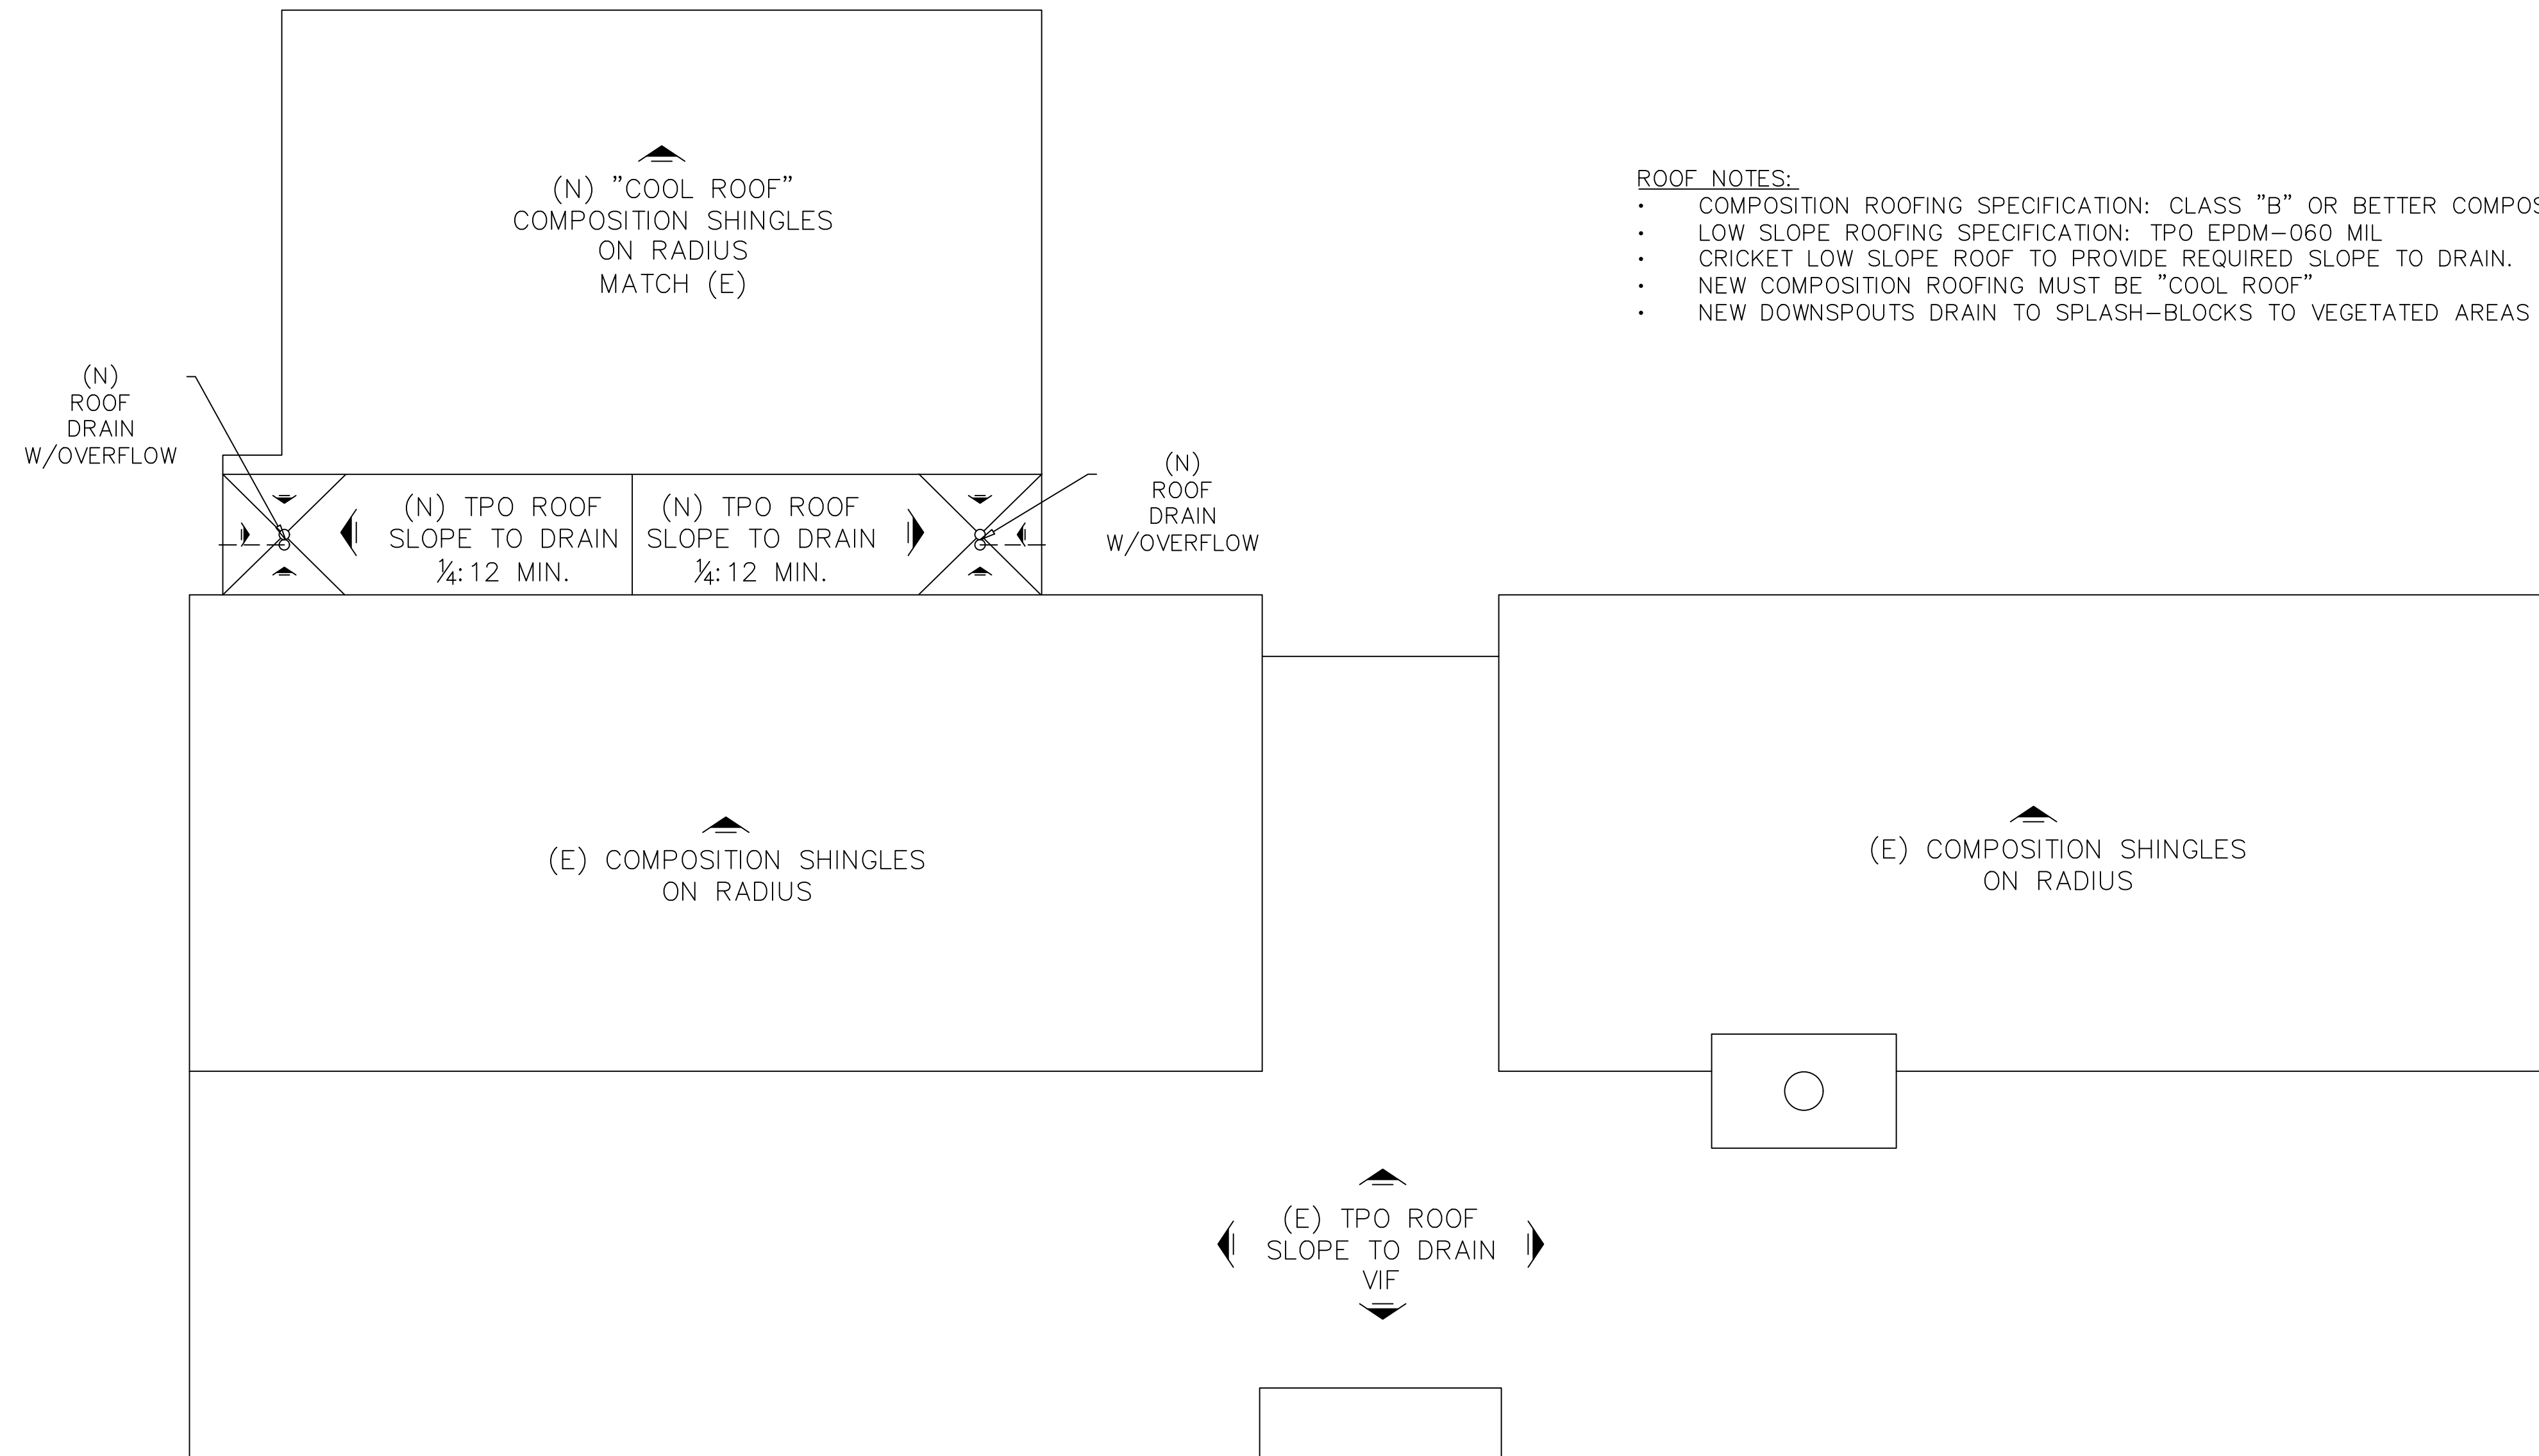 (N) "COOL ROOF"
COMPOSITION SHINGLES
ON RADIUS
MATCH (E)
ROOF NOTES:
• COMPOSITION ROOFING SPECIFICATION: CLASS "B" OR BETTER COMPOS
• LOW SLOPE ROOFING SPECIFICATION: TPO EPDM-060 MIL
• CRICKET LOW SLOPE ROOF TO PROVIDE REQUIRED SLOPE TO DRAIN.
• NEW COMPOSITION ROOFING MUST BE "COOL ROOF"
• NEW DOWNSPOUTS DRAIN TO SPLASH-BLOCKS TO VEGETATED AREAS
(N)
ROOF
DRAIN
W/OVERFLOW
(N)
ROOF
DRAIN
W/OVERFLOW
(N) TPO ROOF
SLOPE TO DRAIN
¼:12 MIN.
(N) TPO ROOF
SLOPE TO DRAIN
¼:12 MIN.
(E) COMPOSITION SHINGLES
ON RADIUS
(E) COMPOSITION SHINGLES
ON RADIUS
(E) TPO ROOF
SLOPE TO DRAIN
VIF